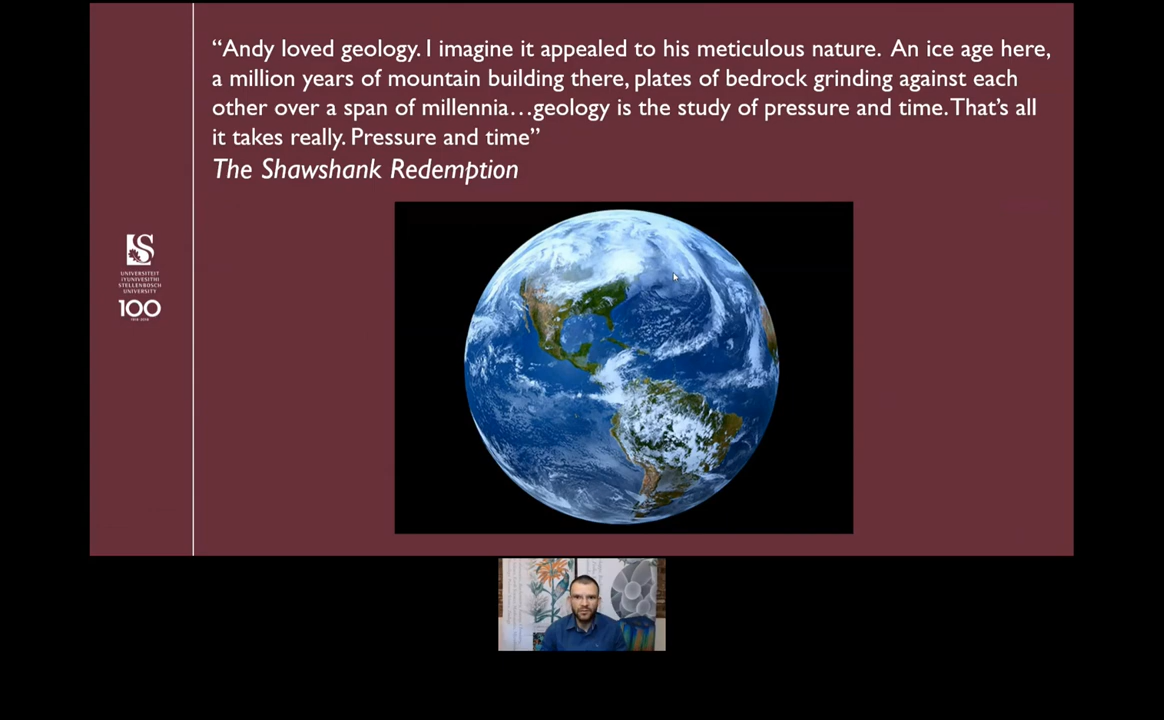 “Andy loved geology. I imagine it appealed to his meticulous nature.  An ice age here,
a million years of mountain building there, plates of bedrock grinding against each
other over a span of millennia…geology is the study of pressure and time. That’s all
it takes really. Pressure and time”
The Shawshank Redemption
UNIVERSITEIT
IYUNIVESITHI
STELLENBOSCH
UNIVERSITY
100